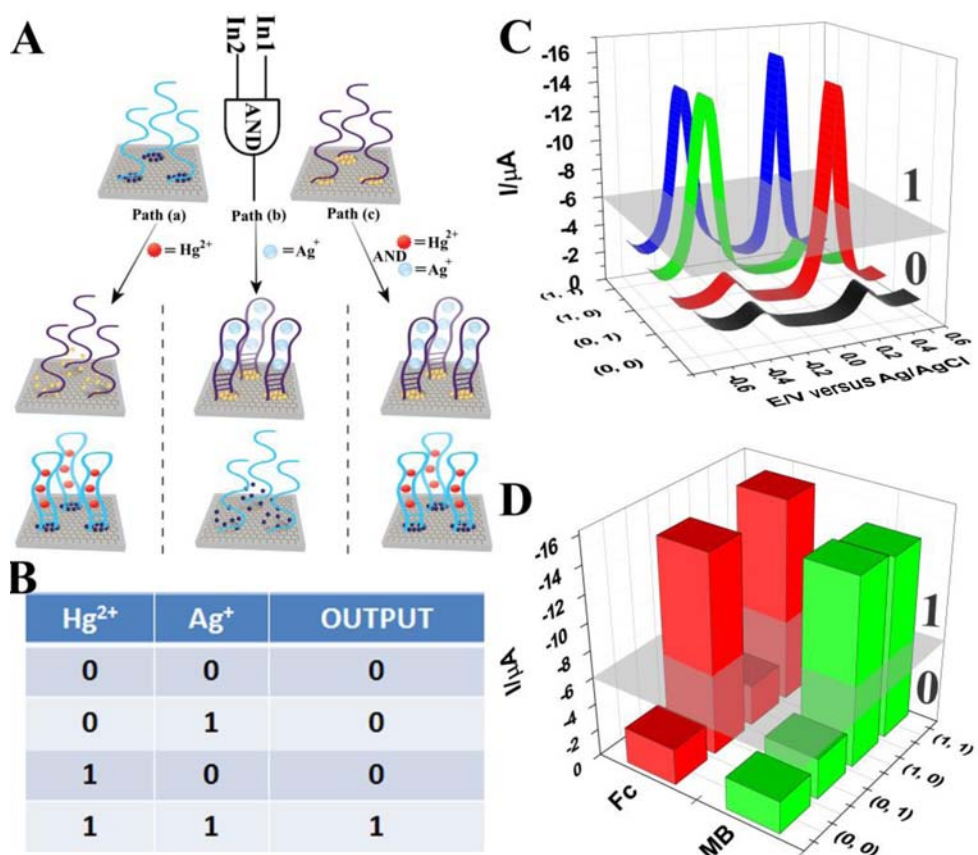 A
In2
In1
AND
Path (a)
Path (b)
Path (c)
=Hg²⁺
=Ag⁺
=Hg²⁺
AND
=Ag⁺
B
Hg²⁺ Ag⁺ OUTPUT
0 0 0
0 1 0
1 0 0
1 1 1
C
I/μA
-16
-14
-12
-10
-8
-6
-4
-2
0
1
0
(1, 1)
(1, 0)
(0, 1)
(0, 0)
-0.6
-0.4
-0.2
0.0
0.2
0.4
0.6
E/V versus Ag/AgCl
D
I/μA
-16
-14
-12
-10
-8
-6
-4
-2
0
1
0
Fc
MB
(1, 1)
(1, 0)
(0, 1)
(0, 0)